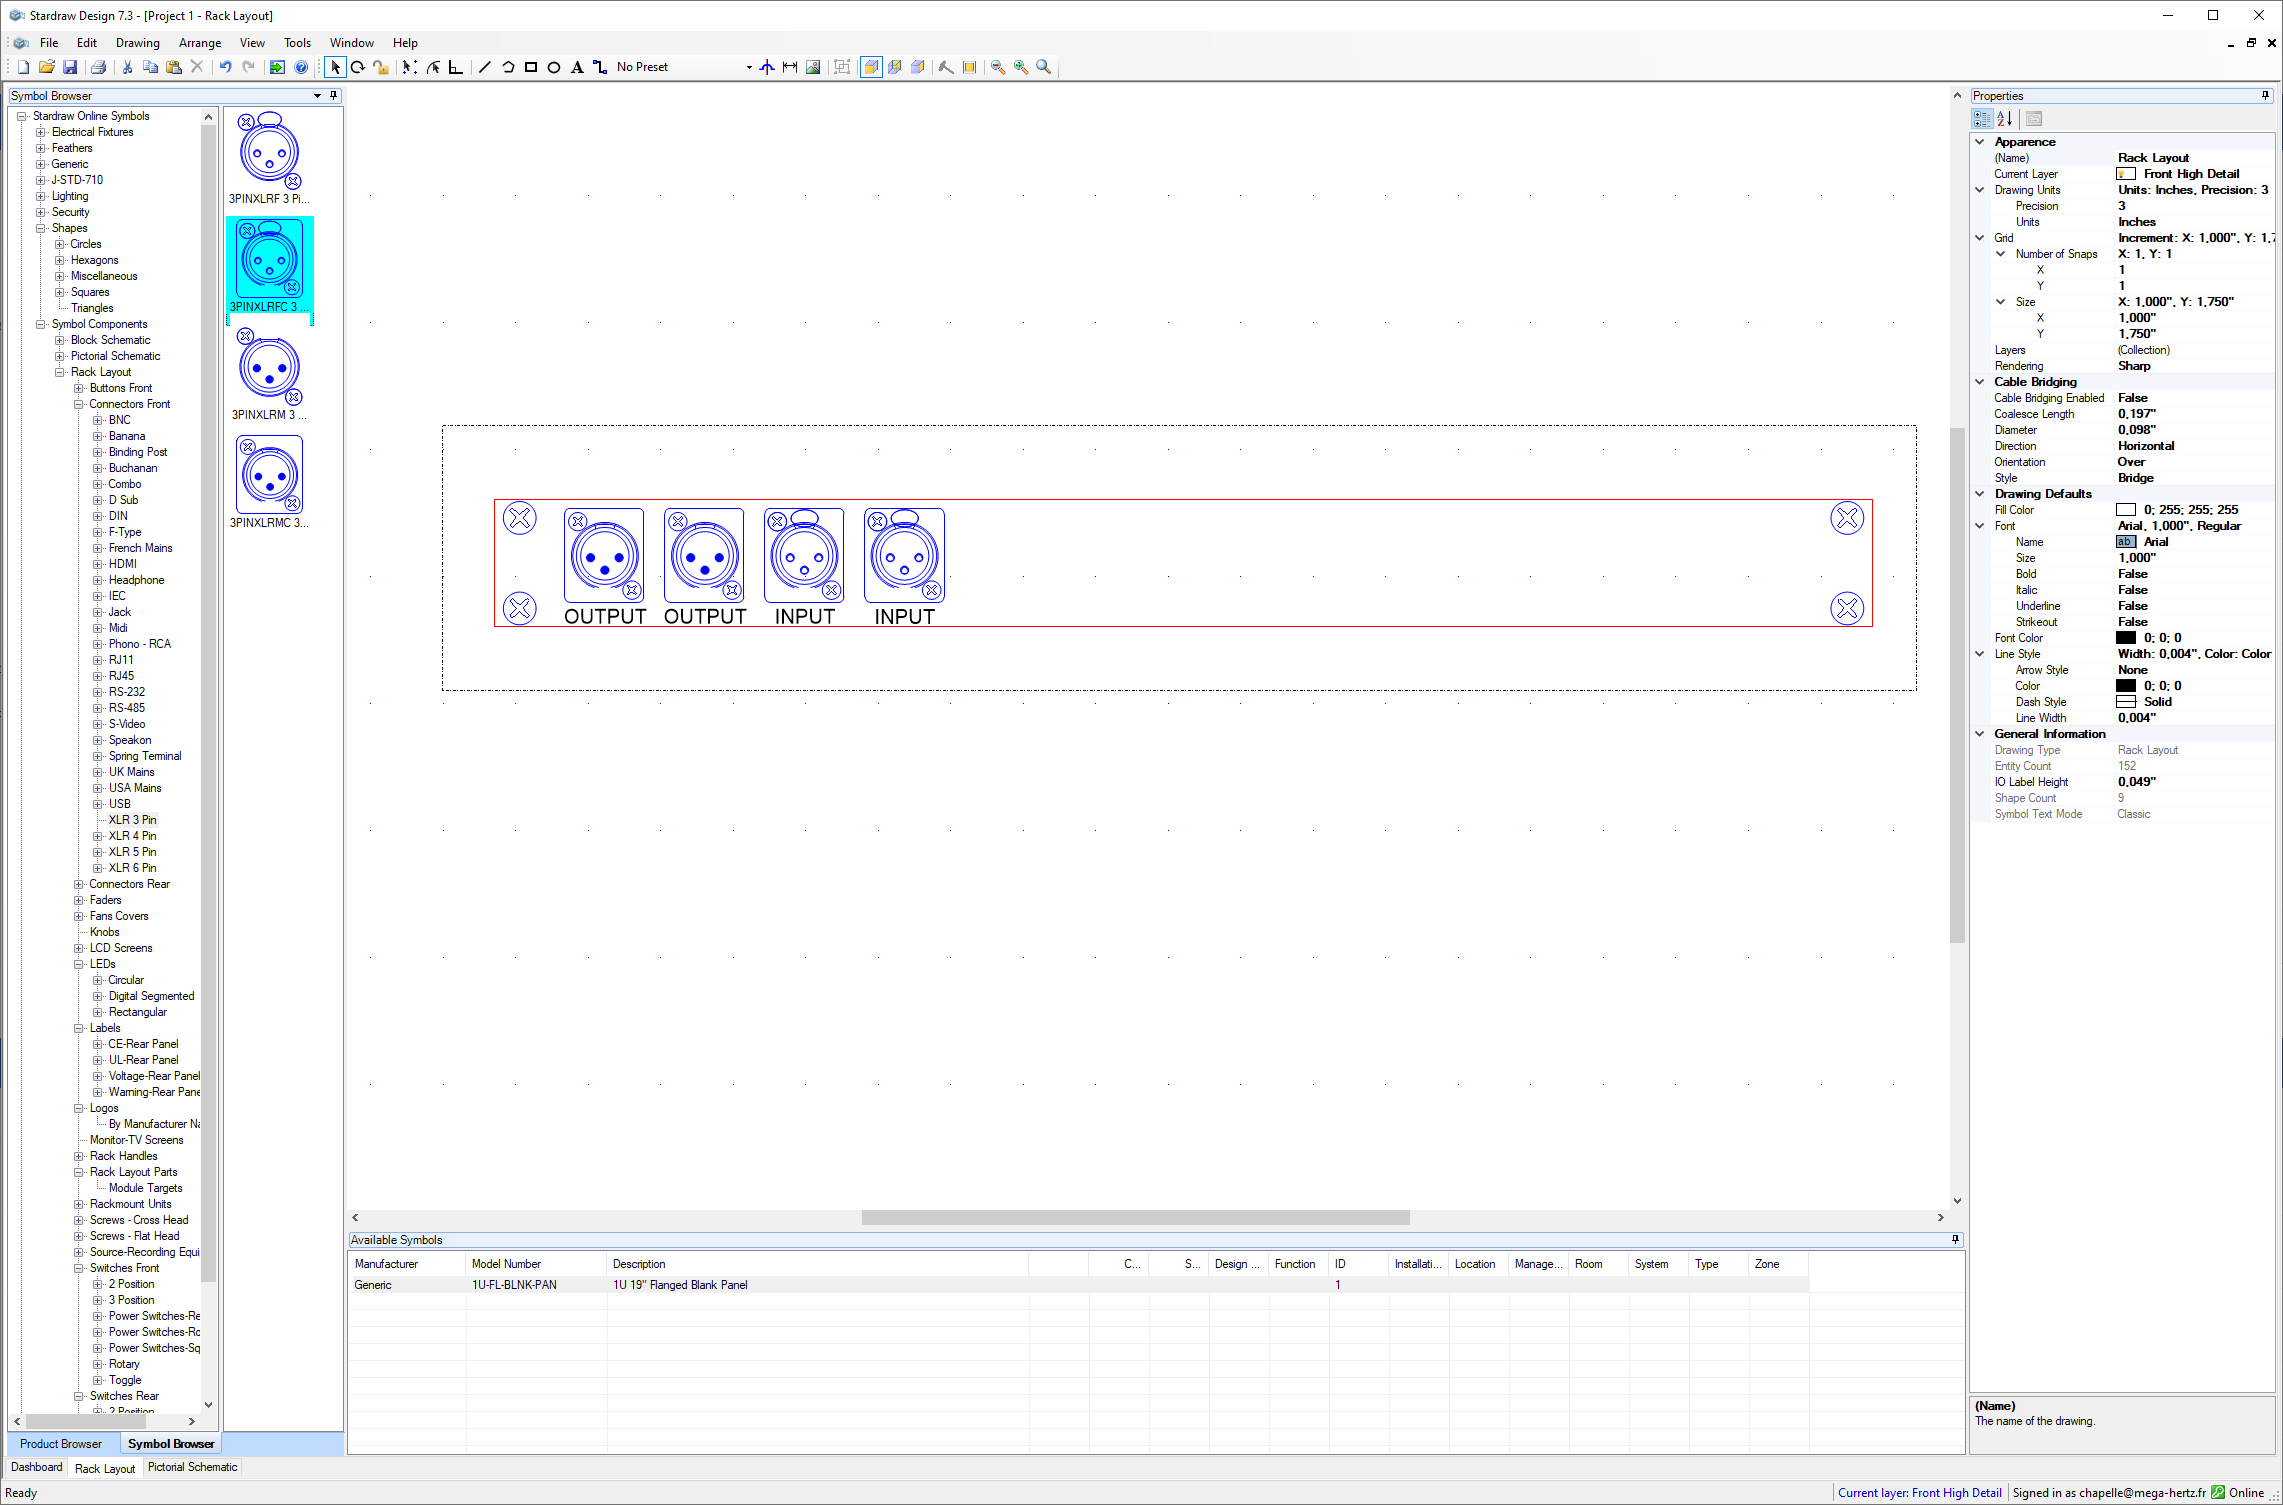 Stardraw Design 7.3 - [Project 1 - Rack Layout]
File Edit Drawing Arrange View Tools Window Help
No Preset
Symbol Browser
Stardraw Online Symbols
Electrical Fixtures
Feathers
Generic
J-STD-710
Lighting
Security
Shapes
Circles
Hexagons
Miscellaneous
Squares
Triangles
Symbol Components
Block Schematic
Pictorial Schematic
Rack Layout
Buttons Front
Connectors Front
BNC
Banana
Binding Post
Buchanan
Combo
D Sub
DIN
F-Type
French Mains
HDMI
Headphone
IEC
Jack
Midi
Phono - RCA
RJ11
RJ45
RS-232
RS-485
S-Video
Speakon
Spring Terminal
UK Mains
USA Mains
USB
XLR 3 Pin
XLR 4 Pin
XLR 5 Pin
XLR 6 Pin
Connectors Rear
Faders
Fans Covers
Knobs
LCD Screens
LEDs
Circular
Digital Segmented
Rectangular
Labels
CE-Rear Panel
UL-Rear Panel
Voltage-Rear Panel
Warning-Rear Pane
Logos
By Manufacturer Na
Monitor-TV Screens
Rack Handles
Rack Layout Parts
Module Targets
Rackmount Units
Screws - Cross Head
Screws - Flat Head
Source-Recording Equi
Switches Front
2 Position
3 Position
Power Switches-Re
Power Switches-Ro
Power Switches-Sq
Rotary
Toggle
Switches Rear
2 Position
3PINXLRF 3 Pi...
3PINXLRFC 3 ...
3PINXLRM 3 ...
3PINXLRMC 3...
Product Browser Symbol Browser
OUTPUT OUTPUT INPUT INPUT
Available Symbols
Manufacturer Model Number Description C... S... Design ... Function ID Installati... Location Manage... Room System Type Zone
Generic 1U-FL-BLNK-PAN 1U 19" Flanged Blank Panel 1
Properties
Apparence
(Name) Rack Layout
Current Layer Front High Detail
Drawing Units Units: Inches, Precision: 3
Precision 3
Units Inches
Grid Increment: X: 1,000", Y: 1,7
Number of Snaps X: 1, Y: 1
X 1
Y 1
Size X: 1,000", Y: 1,750"
X 1,000"
Y 1,750"
Layers (Collection)
Rendering Sharp
Cable Bridging
Cable Bridging Enabled False
Coalesce Length 0,197"
Diameter 0,098"
Direction Horizontal
Orientation Over
Style Bridge
Drawing Defaults
Fill Color 0; 255; 255; 255
Font Arial, 1,000", Regular
Name ab Arial
Size 1,000"
Bold False
Italic False
Underline False
Strikeout False
Font Color 0; 0; 0
Line Style Width: 0,004", Color: Color
Arrow Style None
Color 0; 0; 0
Dash Style Solid
Line Width 0,004"
General Information
Drawing Type Rack Layout
Entity Count 152
IO Label Height 0,049"
Shape Count 9
Symbol Text Mode Classic
(Name)
The name of the drawing.
Dashboard Rack Layout Pictorial Schematic
Ready
Current layer: Front High Detail Signed in as chapelle@mega-hertz.fr Online